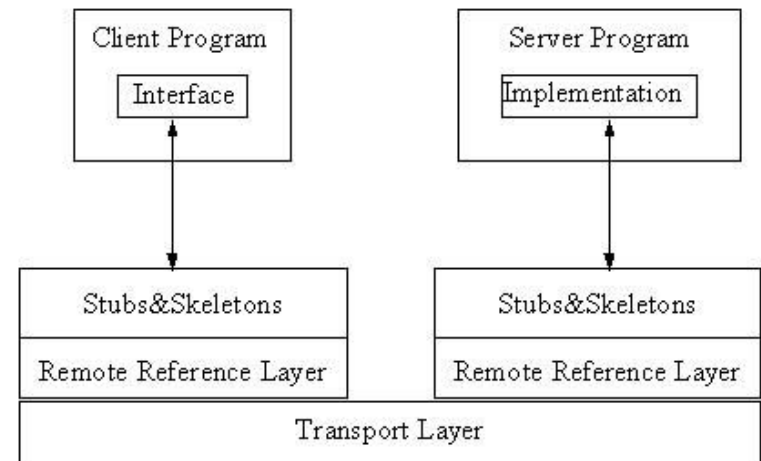 Client Program
Interface
Server Program
Implementation
Stubs&Skeletons
Remote Reference Layer
Stubs&Skeletons
Remote Reference Layer
Transport Layer